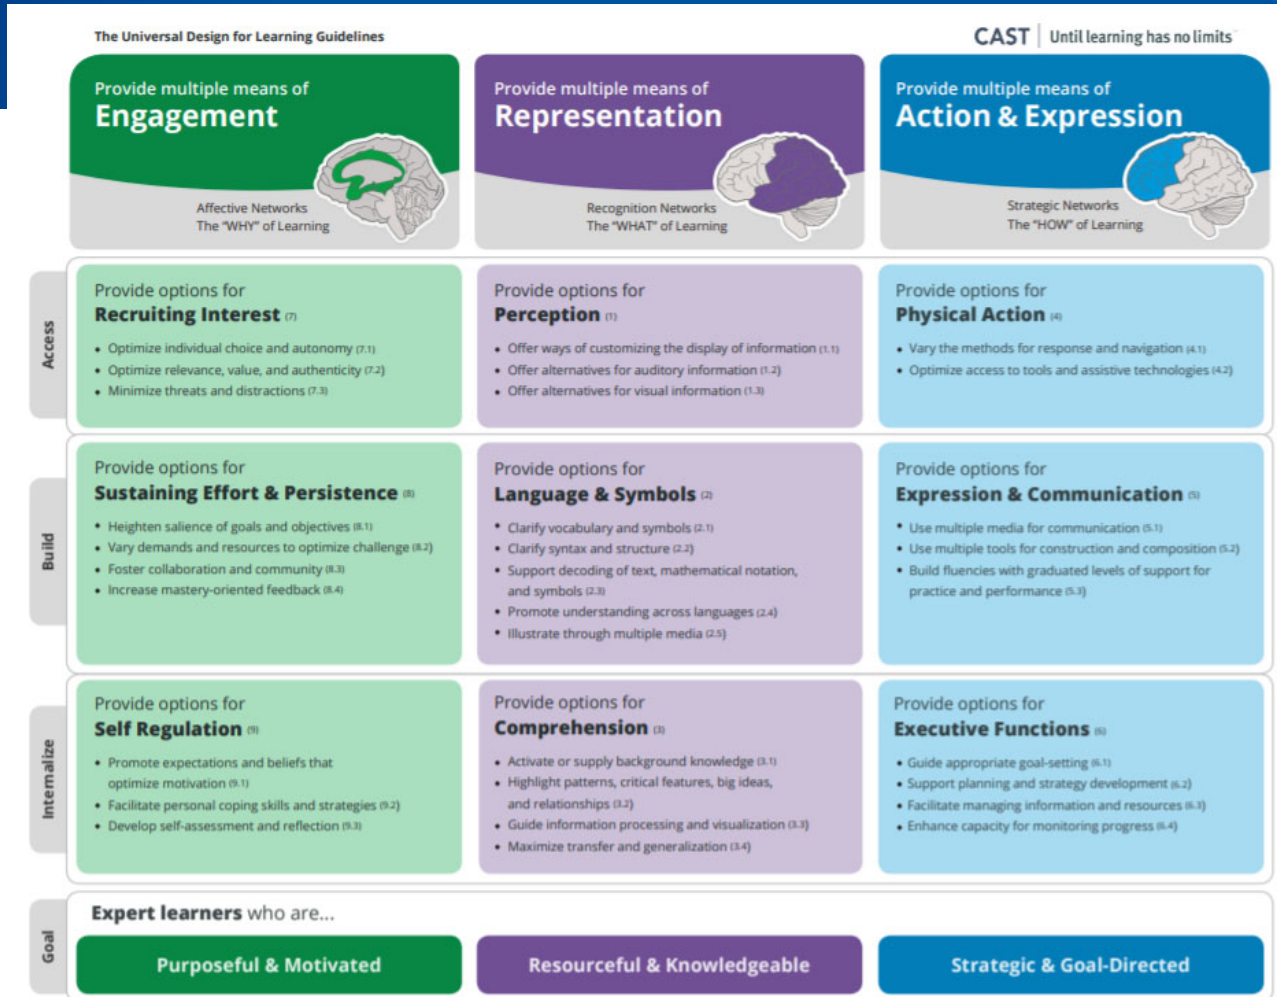 The Universal Design for Learning Guidelines
CAST | Until learning has no limits
Provide multiple means of
Engagement
Affective Networks
The "WHY" of Learning
Provide multiple means of
Representation
Recognition Networks
The "WHAT" of Learning
Provide multiple means of
Action & Expression
Strategic Networks
The "HOW" of Learning
Access
Provide options for
Recruiting Interest (7)
• Optimize individual choice and autonomy (7.1)
• Optimize relevance, value, and authenticity (7.2)
• Minimize threats and distractions (7.3)
Provide options for
Perception (1)
• Offer ways of customizing the display of information (1.1)
• Offer alternatives for auditory information (1.2)
• Offer alternatives for visual information (1.3)
Provide options for
Physical Action (4)
• Vary the methods for response and navigation (4.1)
• Optimize access to tools and assistive technologies (4.2)
Build
Provide options for
Sustaining Effort & Persistence (8)
• Heighten salience of goals and objectives (8.1)
• Vary demands and resources to optimize challenge (8.2)
• Foster collaboration and community (8.3)
• Increase mastery-oriented feedback (8.4)
Provide options for
Language & Symbols (2)
• Clarify vocabulary and symbols (2.1)
• Clarify syntax and structure (2.2)
• Support decoding of text, mathematical notation,
and symbols (2.3)
• Promote understanding across languages (2.4)
• Illustrate through multiple media (2.5)
Provide options for
Expression & Communication (5)
• Use multiple media for communication (5.1)
• Use multiple tools for construction and composition (5.2)
• Build fluencies with graduated levels of support for
practice and performance (5.3)
Internalize
Provide options for
Self Regulation (9)
• Promote expectations and beliefs that
optimize motivation (9.1)
• Facilitate personal coping skills and strategies (9.2)
• Develop self-assessment and reflection (9.3)
Provide options for
Comprehension (3)
• Activate or supply background knowledge (3.1)
• Highlight patterns, critical features, big ideas,
and relationships (3.2)
• Guide information processing and visualization (3.3)
• Maximize transfer and generalization (3.4)
Provide options for
Executive Functions (6)
• Guide appropriate goal-setting (6.1)
• Support planning and strategy development (6.2)
• Facilitate managing information and resources (6.3)
• Enhance capacity for monitoring progress (6.4)
Goal
Expert learners who are...
Purposeful & Motivated
Resourceful & Knowledgeable
Strategic & Goal-Directed